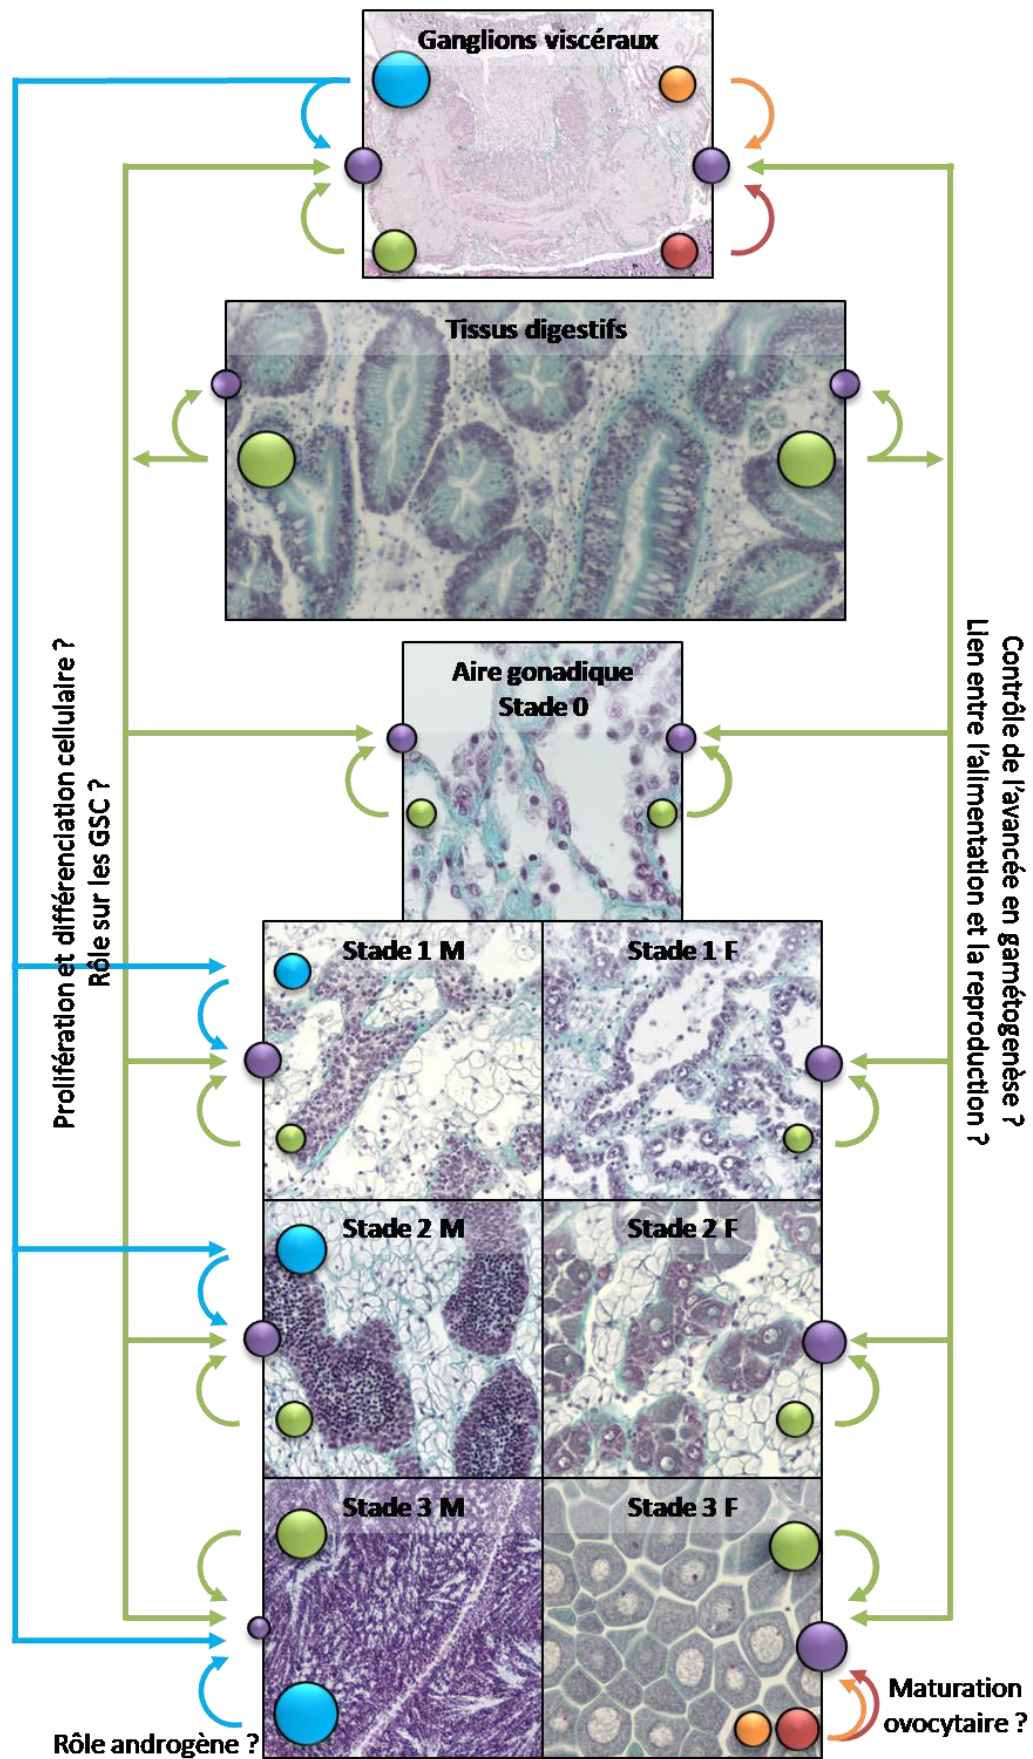 Ganglions viscéraux
Tissus digestifs
Aire gonadique
Stade 0
Prolifération et différenciation cellulaire ?
Rôle sur les GSC ?
Contrôle de l'avancée en gamétogenèse ?
Lien entre l'alimentation et la reproduction ?
Stade 1 M
Stade 1 F
Stade 2 M
Stade 2 F
Stade 3 M
Stade 3 F
Rôle androgène ?
Maturation
ovocytaire ?